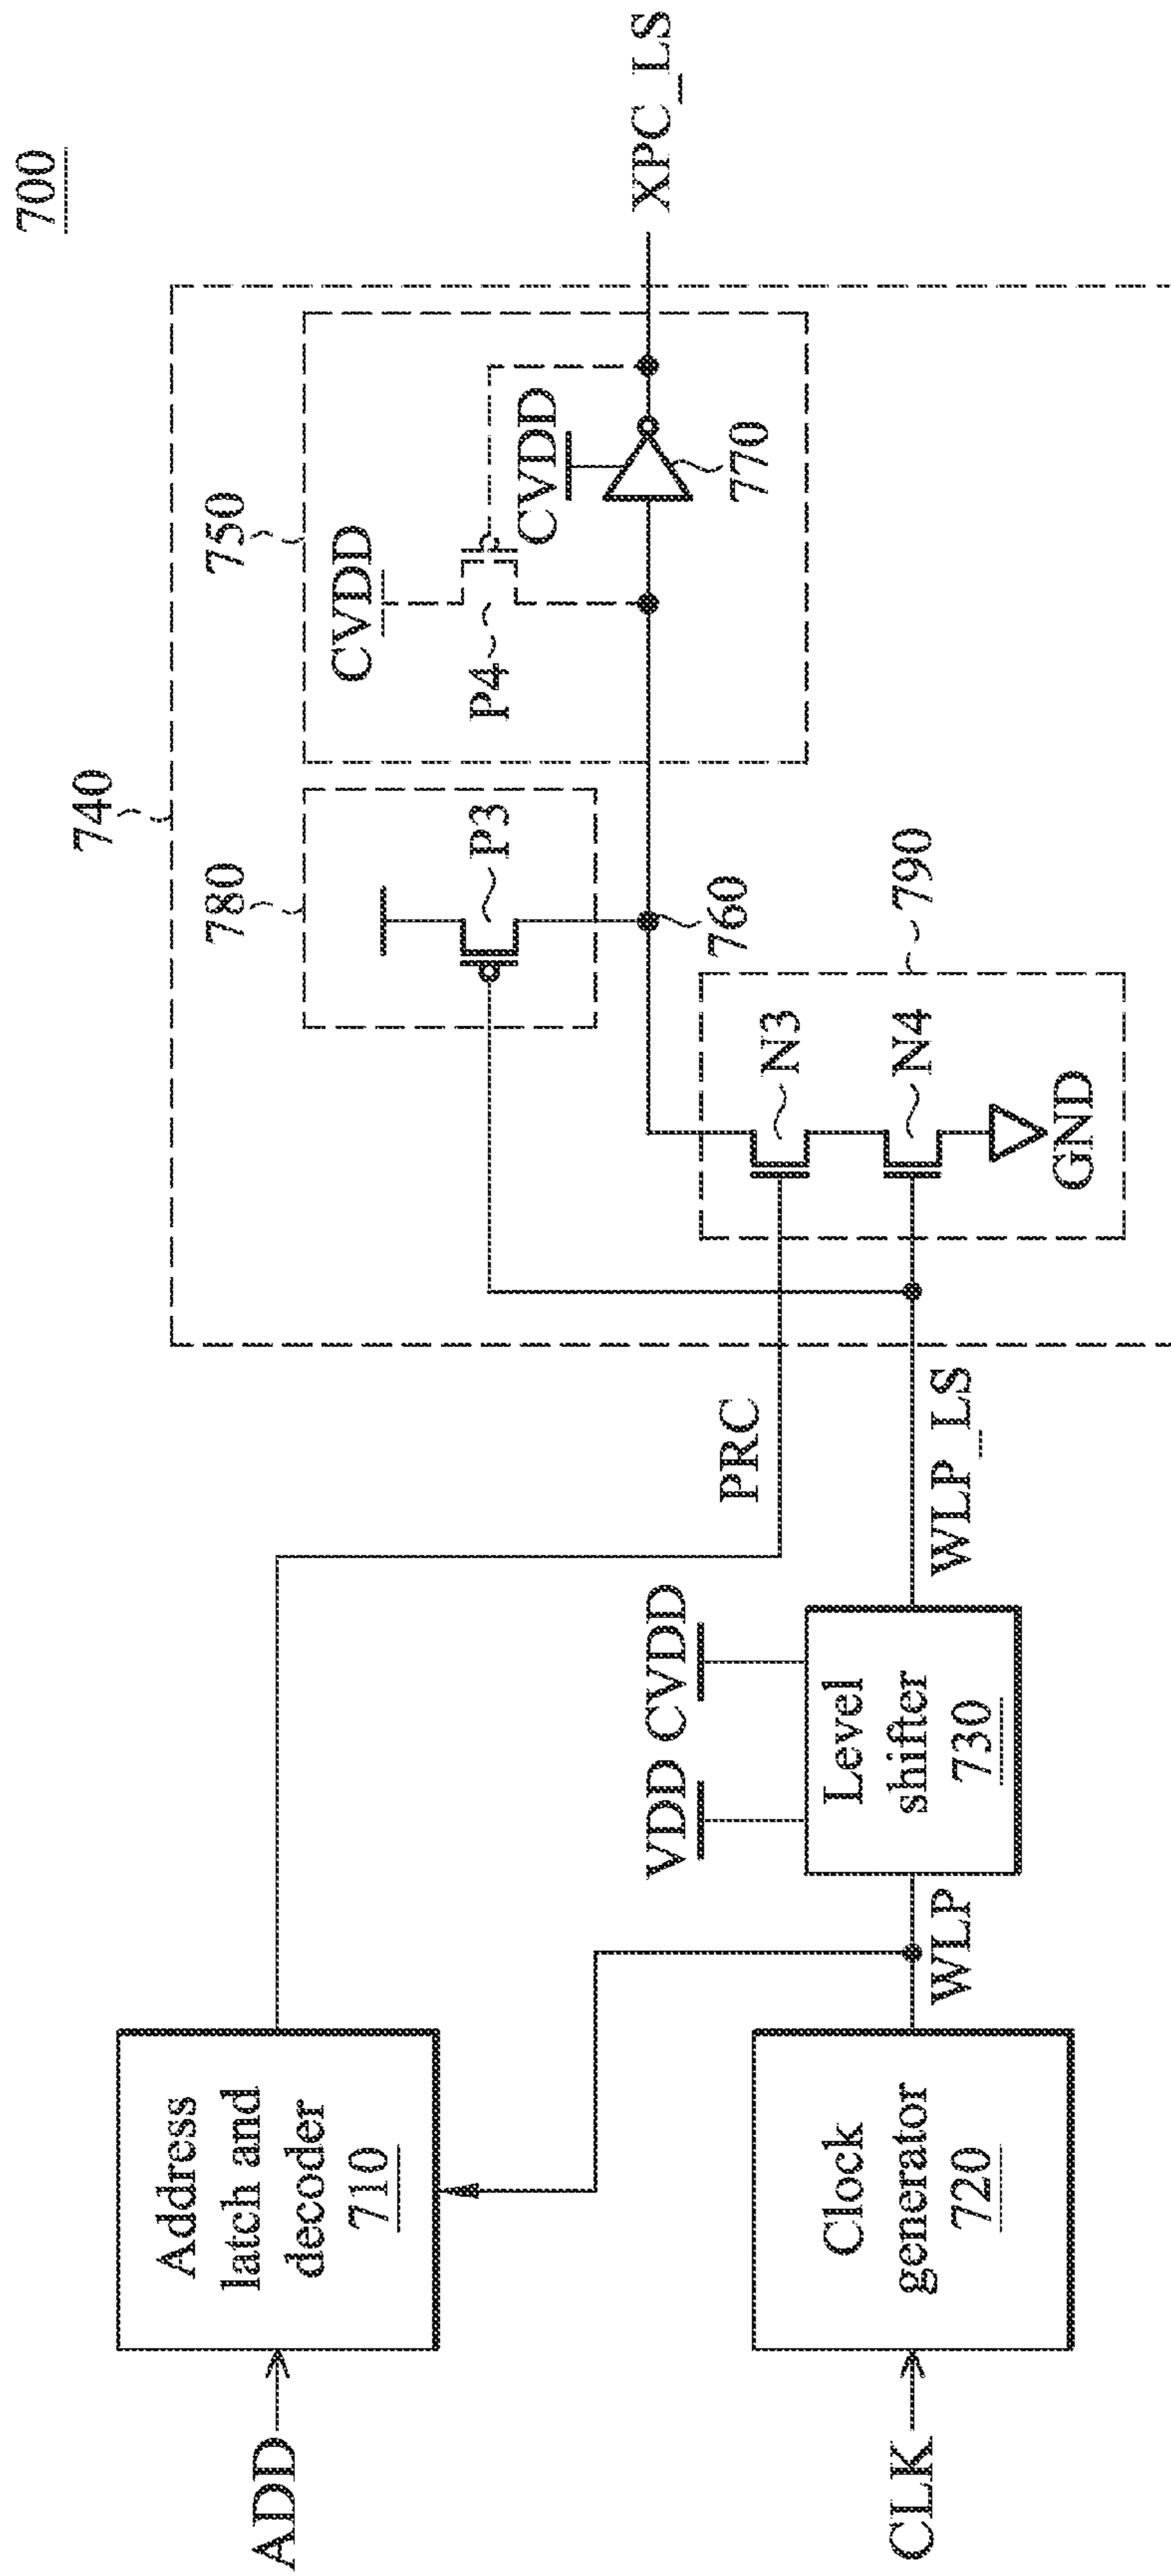 700
740
780
750
CVDD
P3
P4
CVDD
XPC_LS
760
770
790
N3
N4
GND
PRC
WLP_LS
VDD
CVDD
Level
shifter
730
WLP
ADD
Address
latch and
decoder
710
CLK
Clock
generator
720